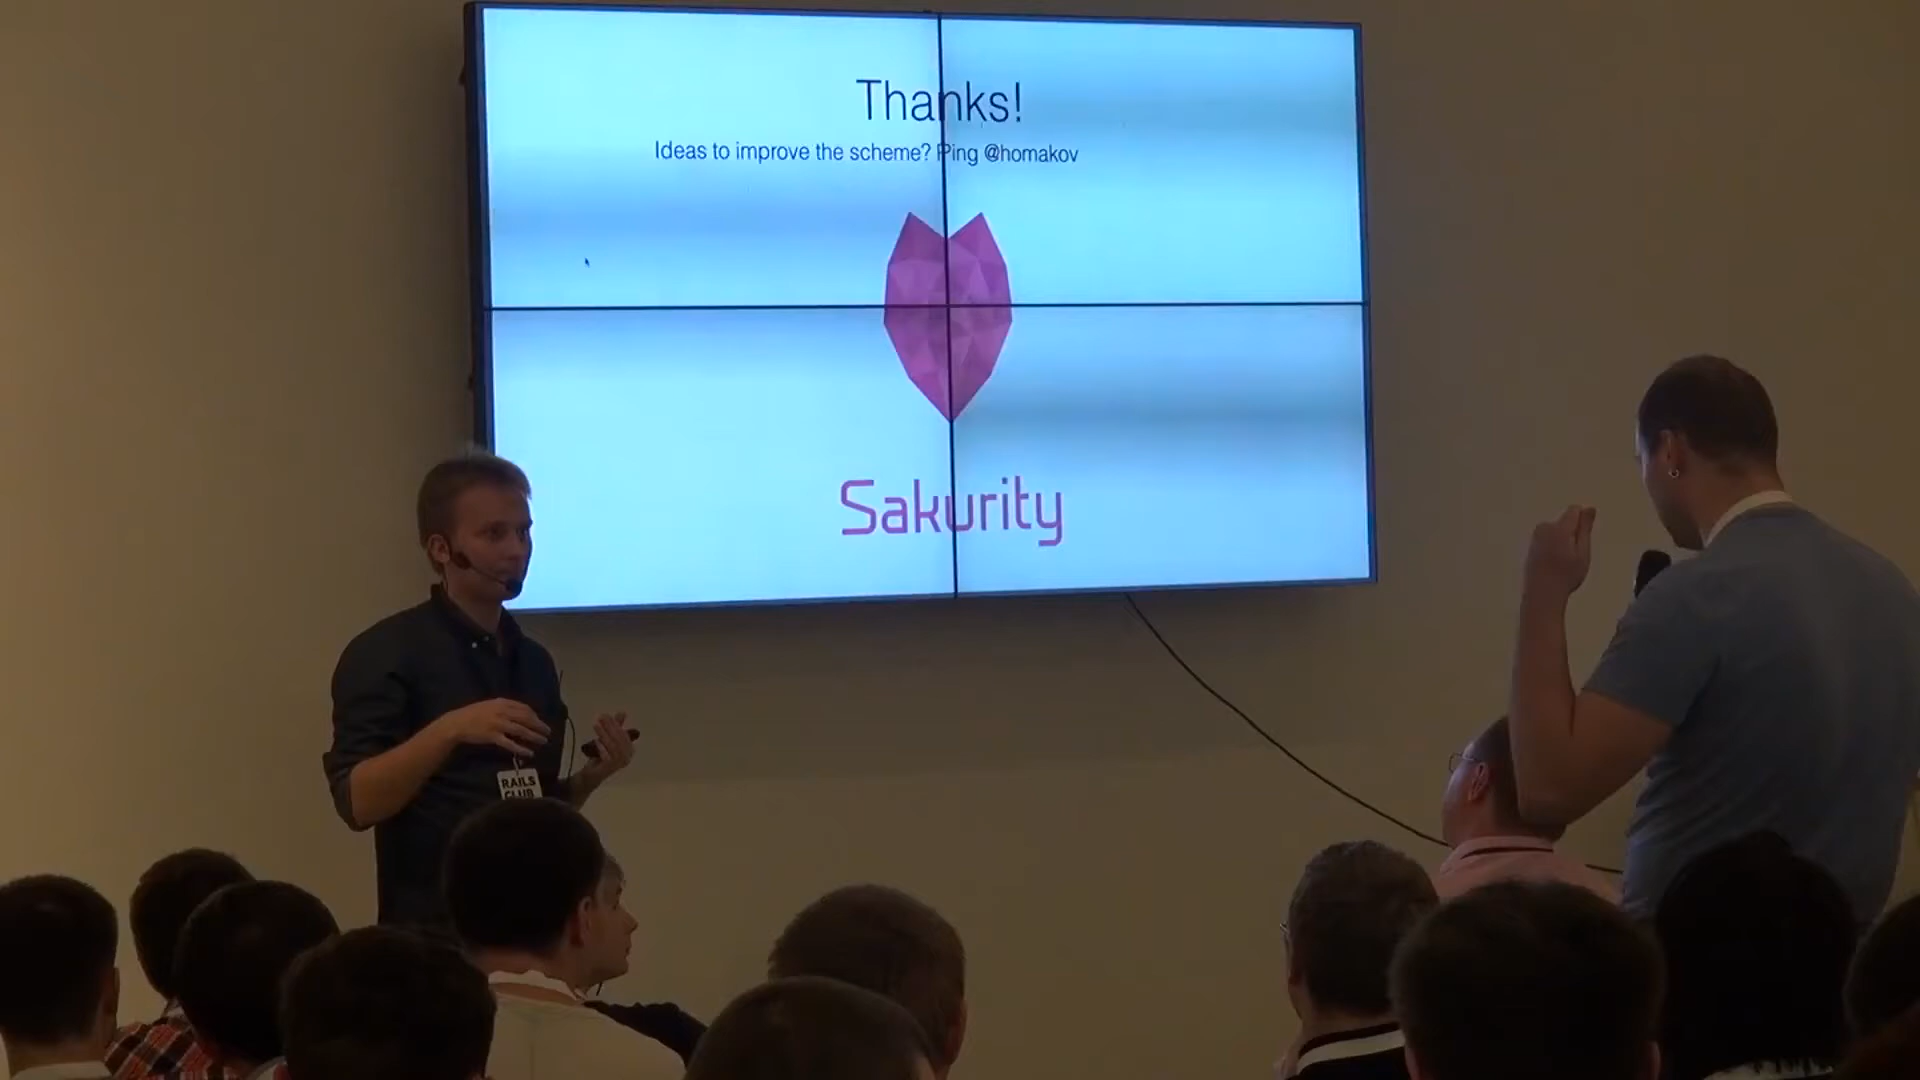 Thanks!
Ideas to improve the scheme? Ping @homakov
Sakurity
RAILS
CLUB